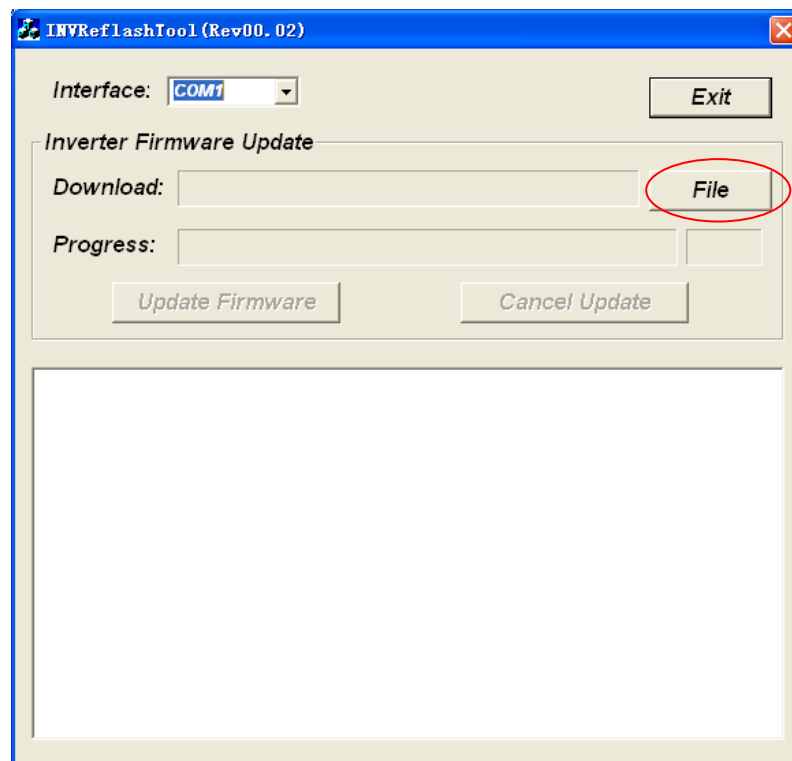 INVReflashTool(Rev00.02)
Interface: COM1
Exit
Inverter Firmware Update
Download:
File
Progress:
Update Firmware
Cancel Update